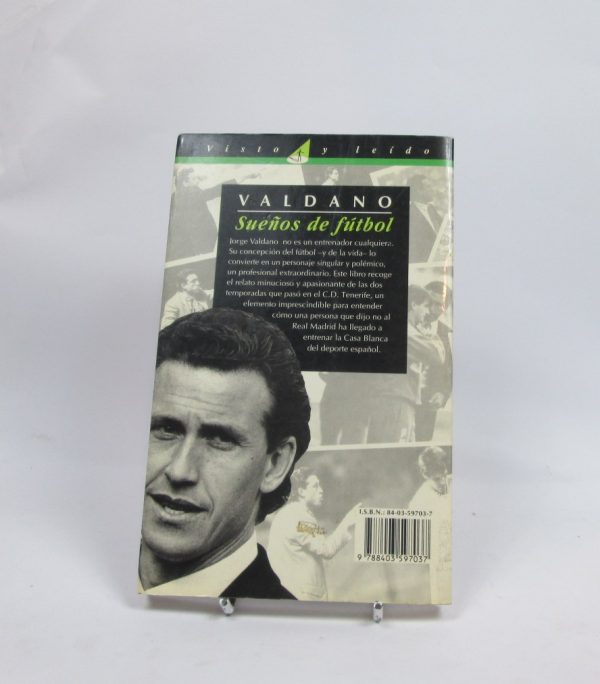 Visto y leído
VALDANO
Sueños de fútbol
Jorge Valdano no es un entrenador cualquiera.
Su concepción del fútbol –y de la vida– lo
convierte en un personaje singular y polémico,
un profesional extraordinario. Este libro recoge
el relato minucioso y apasionante de las dos
temporadas que pasó en el C.D. Tenerife; un
elemento imprescindible para entender
cómo una persona que dijo no al
Real Madrid ha llegado a
entrenar la Casa Blanca
del deporte español.
I.S.B.N.: 84-03-59703-7
9 788403 597037